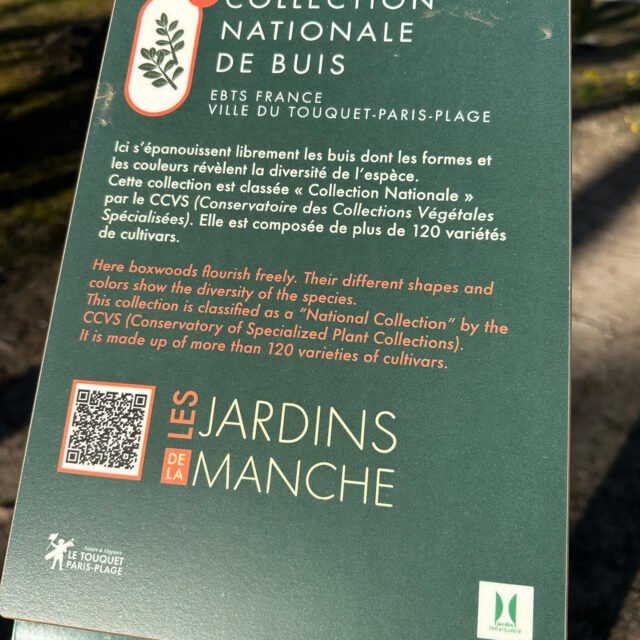 COLLECTION
NATIONALE
DE BUIS
EBTS FRANCE
VILLE DU TOUQUET-PARIS-PLAGE
Ici s'épanouissent librement les buis dont les formes et
les couleurs révèlent la diversité de l'espèce.
Cette collection est classée « Collection Nationale »
par le CCVS (Conservatoire des Collections Végétales
Spécialisées). Elle est composée de plus de 120 variétés
de cultivars.
Here boxwoods flourish freely. Their different shapes and
colors show the diversity of the species.
This collection is classified as a "National Collection" by the
CCVS (Conservatory of Specialized Plant Collections).
It is made up of more than 120 varieties of cultivars.
LES JARDINS
DE LA MANCHE
Nature & Elégance
LE TOUQUET
PARIS-PLAGE
jardin
remarquable